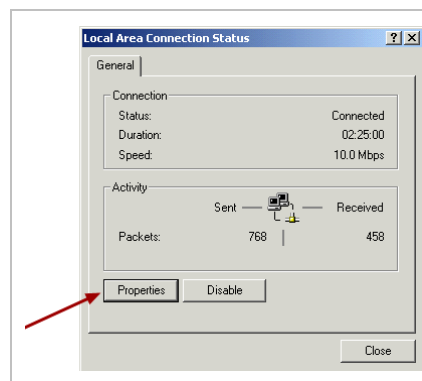 Local Area Connection Status
General
Connection
Status: Connected
Duration: 02:25:00
Speed: 10.0 Mbps
Activity
Sent Received
Packets: 768 458
Properties Disable
Close